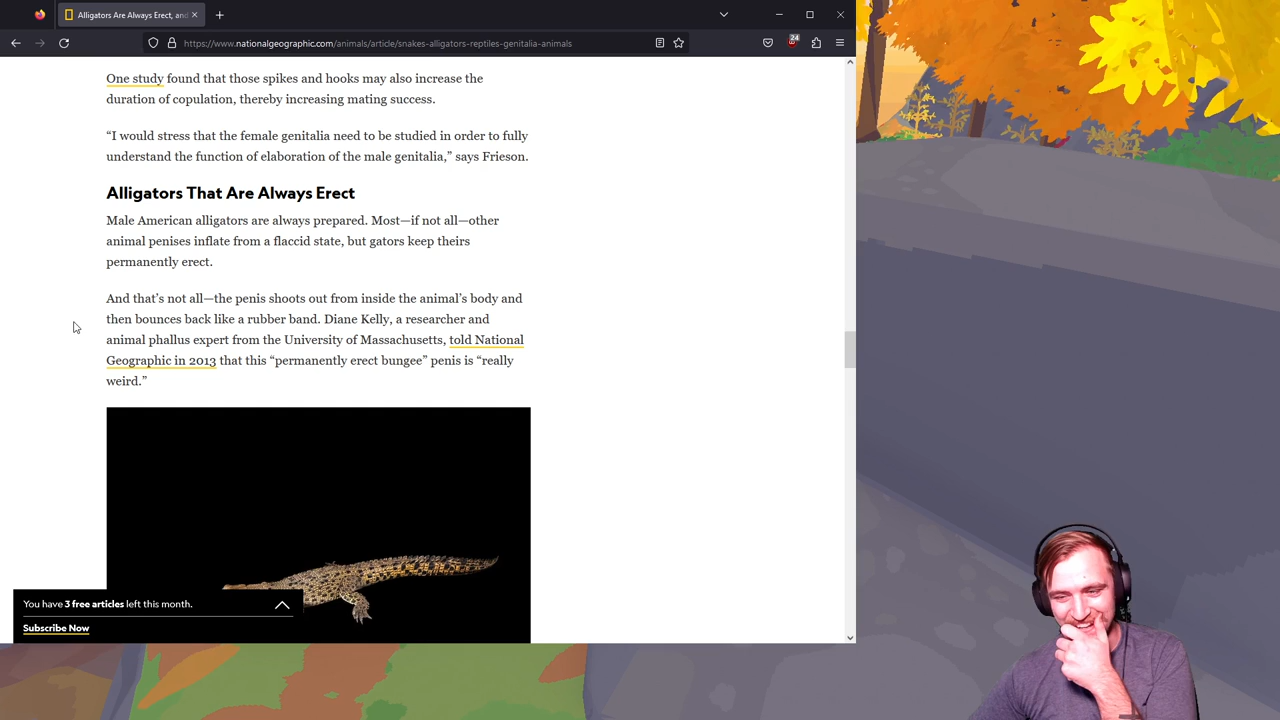 Alligators Are Always Erect, and
https://www.nationalgeographic.com/animals/article/snakes-alligators-reptiles-genitalia-animals
24
One study found that those spikes and hooks may also increase the
duration of copulation, thereby increasing mating success.
“I would stress that the female genitalia need to be studied in order to fully
understand the function of elaboration of the male genitalia,” says Frieson.
Alligators That Are Always Erect
Male American alligators are always prepared. Most—if not all—other
animal penises inflate from a flaccid state, but gators keep theirs
permanently erect.
And that’s not all—the penis shoots out from inside the animal’s body and
then bounces back like a rubber band. Diane Kelly, a researcher and
animal phallus expert from the University of Massachusetts, told National
Geographic in 2013 that this “permanently erect bungee” penis is “really
weird.”
You have 3 free articles left this month.
Subscribe Now